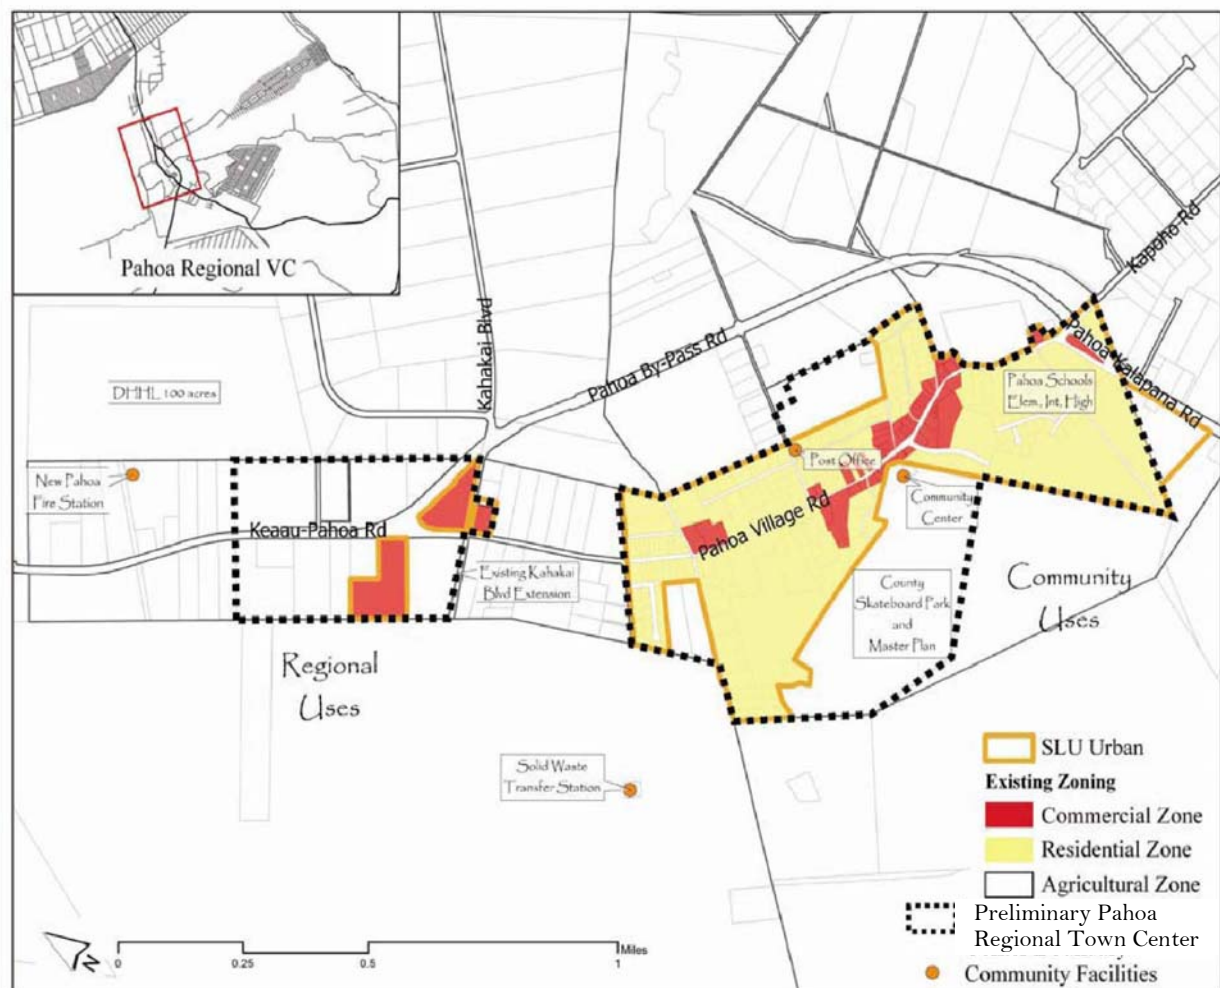 Pahoa Regional VC
Kapoho Rd
Kahakai Blvd
Pahoa By-Pass Rd
Pahoa Kalapana Rd
DHHL 100 acres
Pahoa Schools
Elem., Int, High
New Pahoa
Fire Station
Post Office
Community
Center
Keaau-Pahoa Rd
Pahoa Village Rd
Existing Kahakai
Blvd Extension
Community
Uses
County
Skateboard Park
and
Master Plan
Regional
Uses
Solid Waste
Transfer Station
SLU Urban
Existing Zoning
Commercial Zone
Residential Zone
Agricultural Zone
Preliminary Pahoa
Regional Town Center
Community Facilities
N
Miles
0
0.25
0.5
1